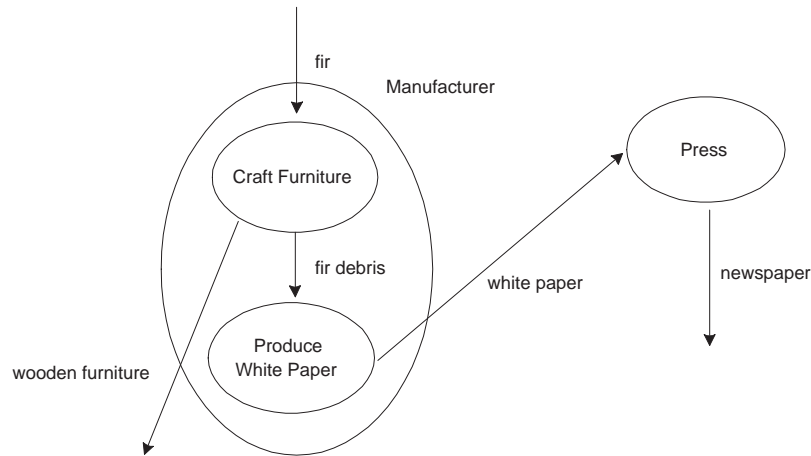 fir
Manufacturer
Craft Furniture
Press
fir debris
white paper
newspaper
Produce
White Paper
wooden furniture